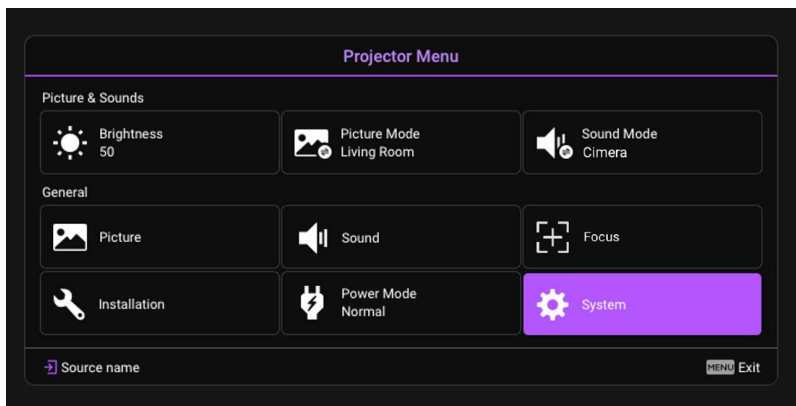 Projector Menu
Picture & Sounds
Brightness
50
Picture Mode
Living Room
Sound Mode
Cimera
General
Picture
Sound
Focus
Installation
Power Mode
Normal
System
Source name
MENU Exit